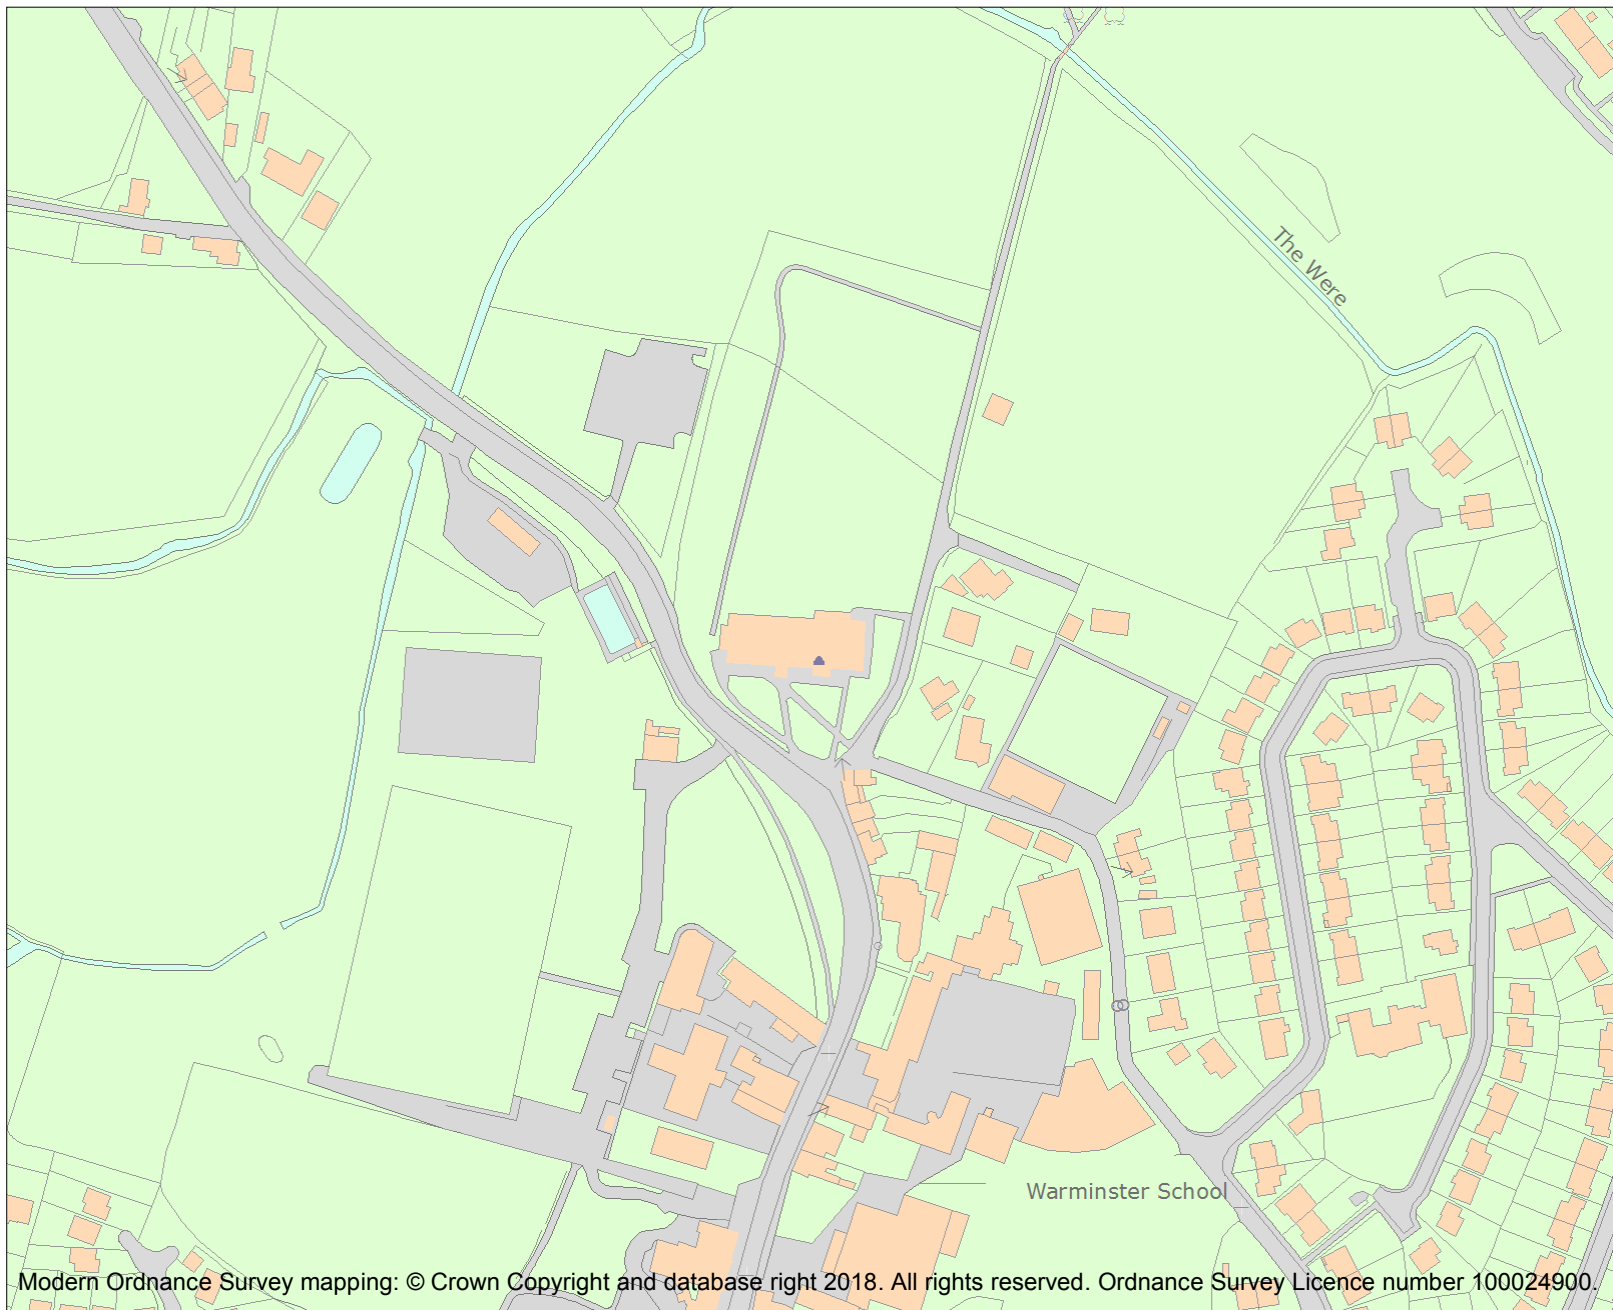 The Were
Warminster School
Modern Ordnance Survey mapping: © Crown Copyright and database right 2018. All rights reserved. Ordnance Survey Licence number 100024900.